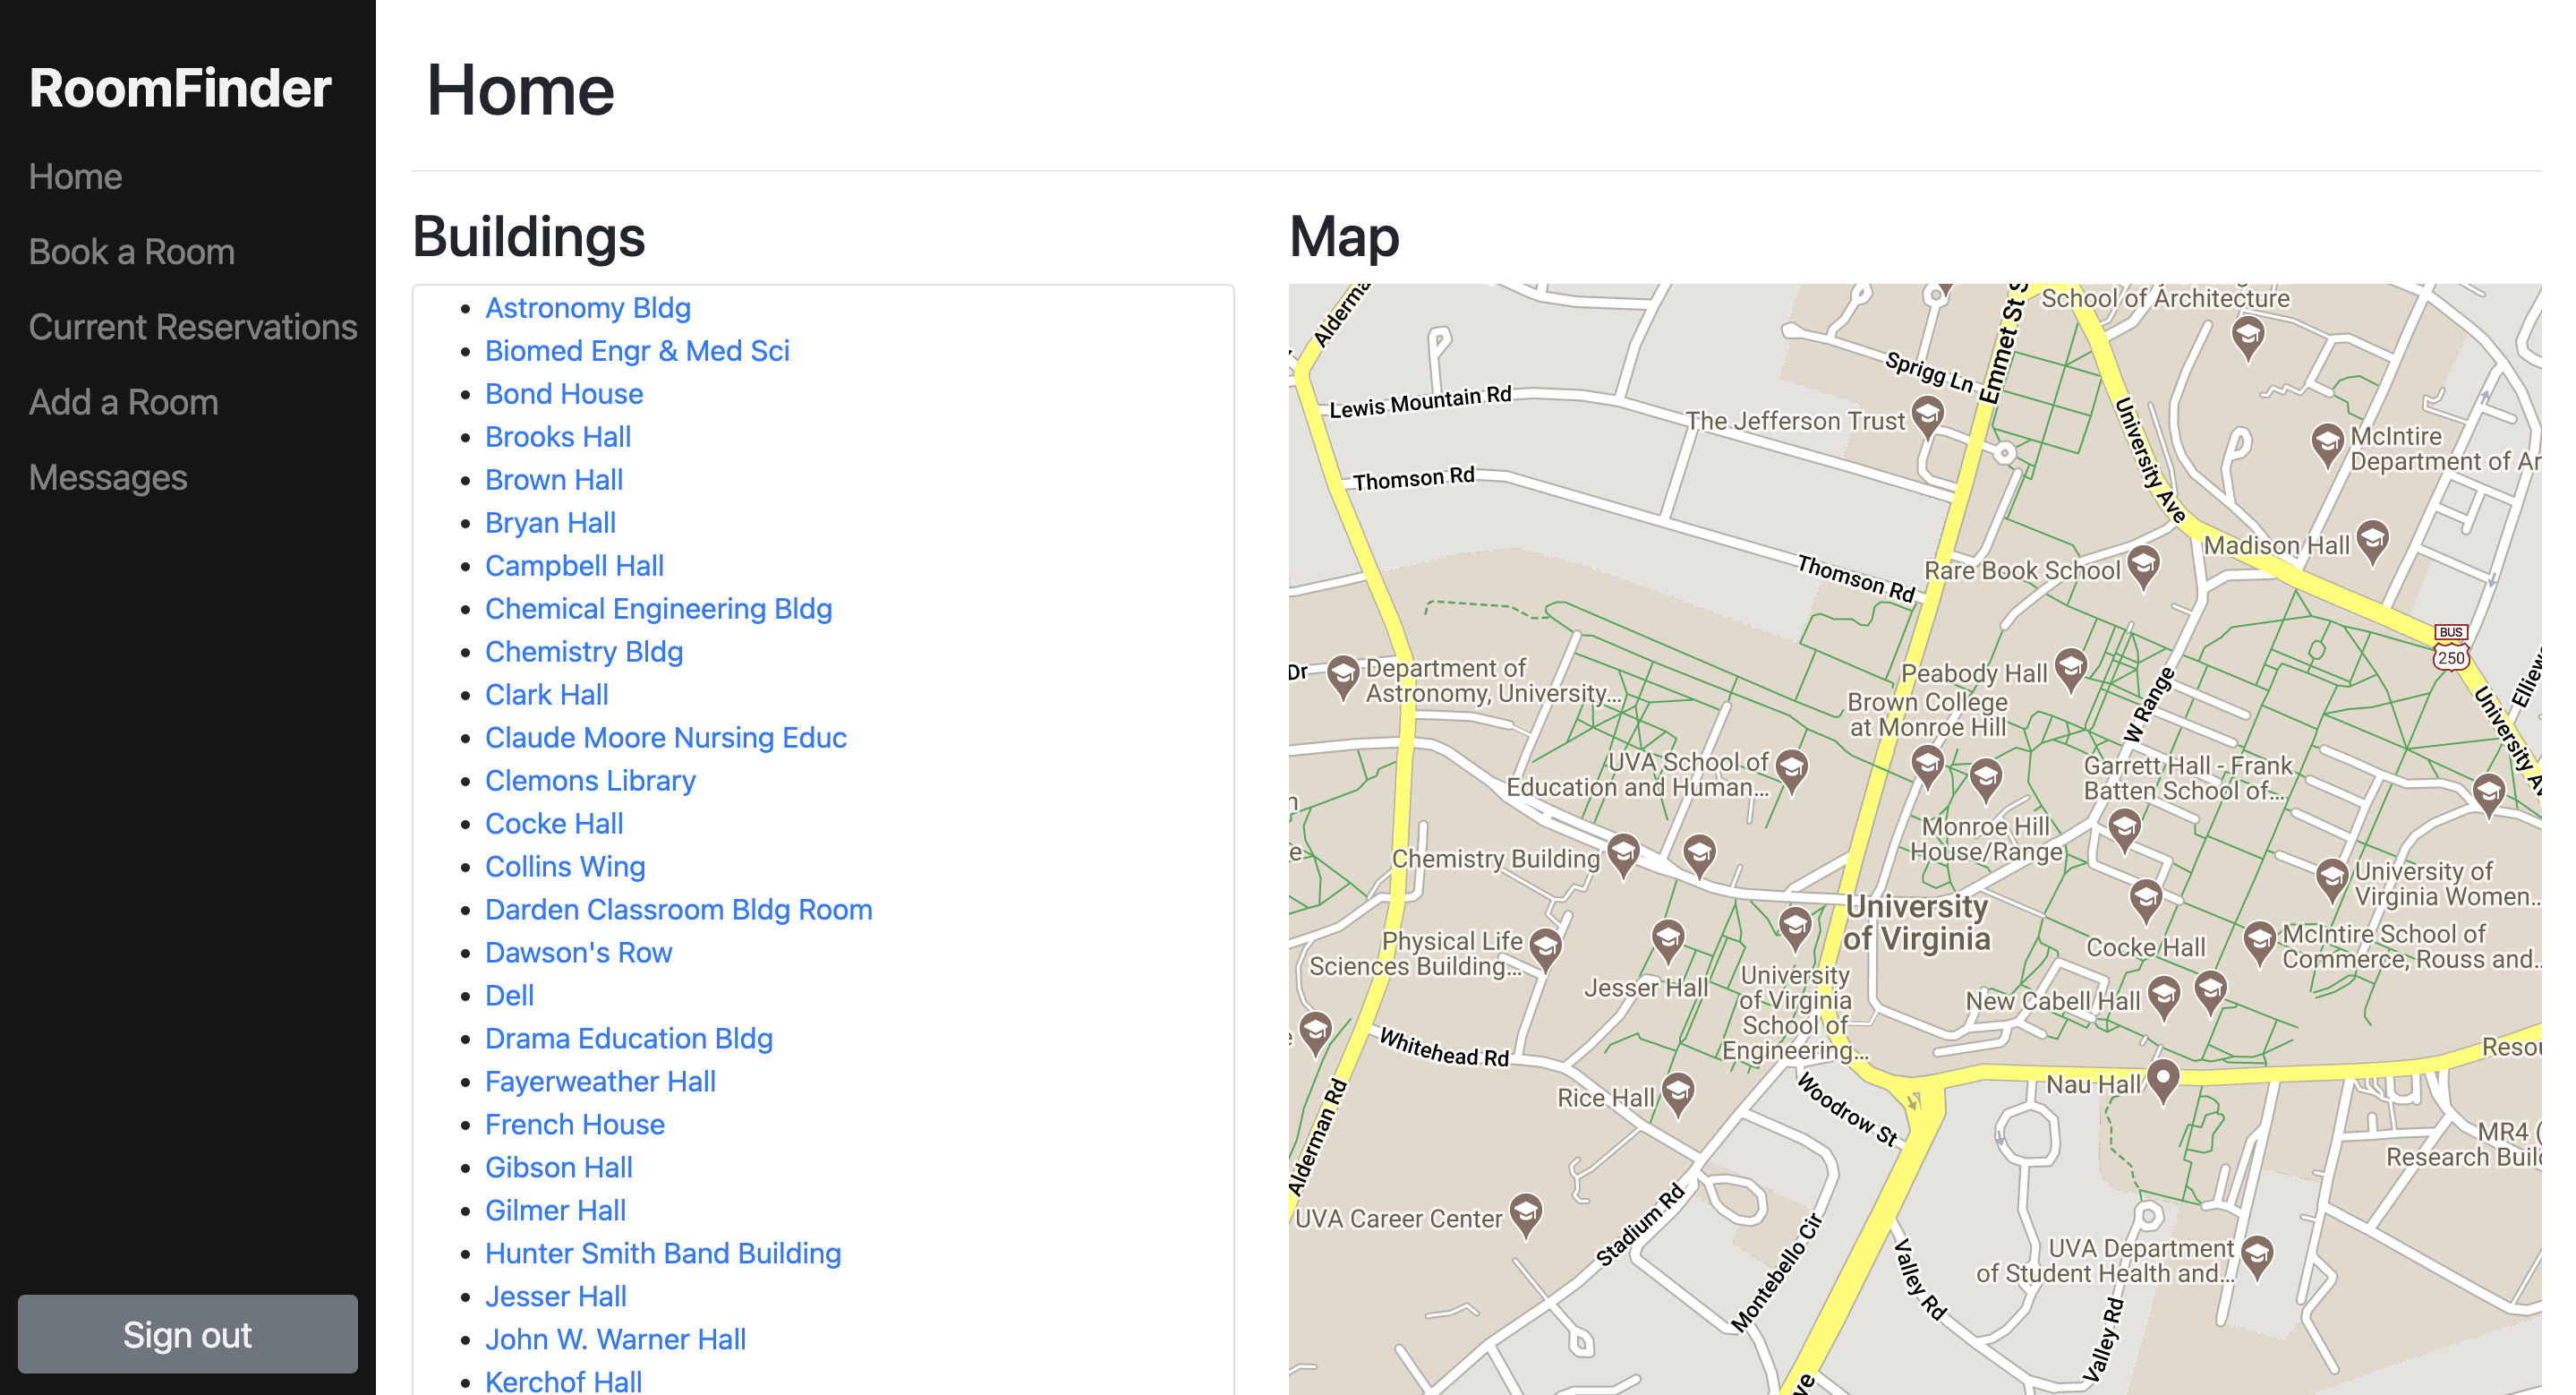 RoomFinder
Home
Book a Room
Current Reservations
Add a Room
Messages
Sign out
Home
Buildings
Astronomy Bldg
Biomed Engr & Med Sci
Bond House
Brooks Hall
Brown Hall
Bryan Hall
Campbell Hall
Chemical Engineering Bldg
Chemistry Bldg
Clark Hall
Claude Moore Nursing Educ
Clemons Library
Cocke Hall
Collins Wing
Darden Classroom Bldg Room
Dawson's Row
Dell
Drama Education Bldg
Fayerweather Hall
French House
Gibson Hall
Gilmer Hall
Hunter Smith Band Building
Jesser Hall
John W. Warner Hall
Kerchof Hall
Map
Alderma
Emmet St S
School of Architecture
Sprigg Ln
Lewis Mountain Rd
The Jefferson Trust
University Ave
McIntire
Department of Ar
Thomson Rd
Madison Hall
Thomson Rd
Rare Book School
BUS
250
Elliew
Dr
Department of
Astronomy, University...
Peabody Hall
W Range
Brown College
at Monroe Hill
University Av
UVA School of
Education and Human...
Garrett Hall - Frank
Batten School of...
Monroe Hill
House/Range
Chemistry Building
University of
Virginia Women...
University
of Virginia
Physical Life
Sciences Building...
Cocke Hall
McIntire School of
Commerce, Rouss and...
Jesser Hall
University
of Virginia
School of
Engineering...
New Cabell Hall
Whitehead Rd
Resou
Nau Hall
Rice Hall
Woodrow St
Alderman Rd
MR4 (
Research Build
UVA Career Center
Stadium Rd
Montebello Cir
Valley Rd
UVA Department
of Student Health and...
Valley Rd
ve